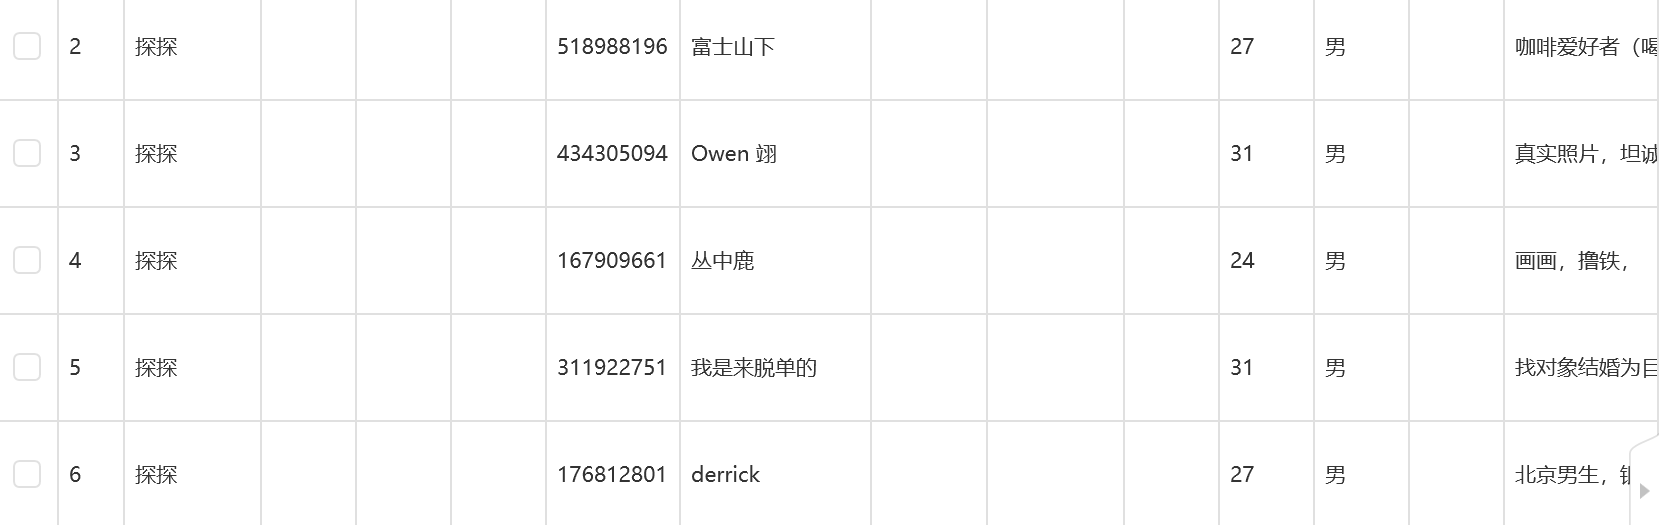 2 探探 518988196 富士山下 27 男 咖啡爱好者（喝
3 探探 434305094 Owen 翊 31 男 真实照片，坦诚
4 探探 167909661 丛中鹿 24 男 画画，撸铁，
5 探探 311922751 我是来脱单的 31 男 找对象结婚为目
6 探探 176812801 derrick 27 男 北京男生，